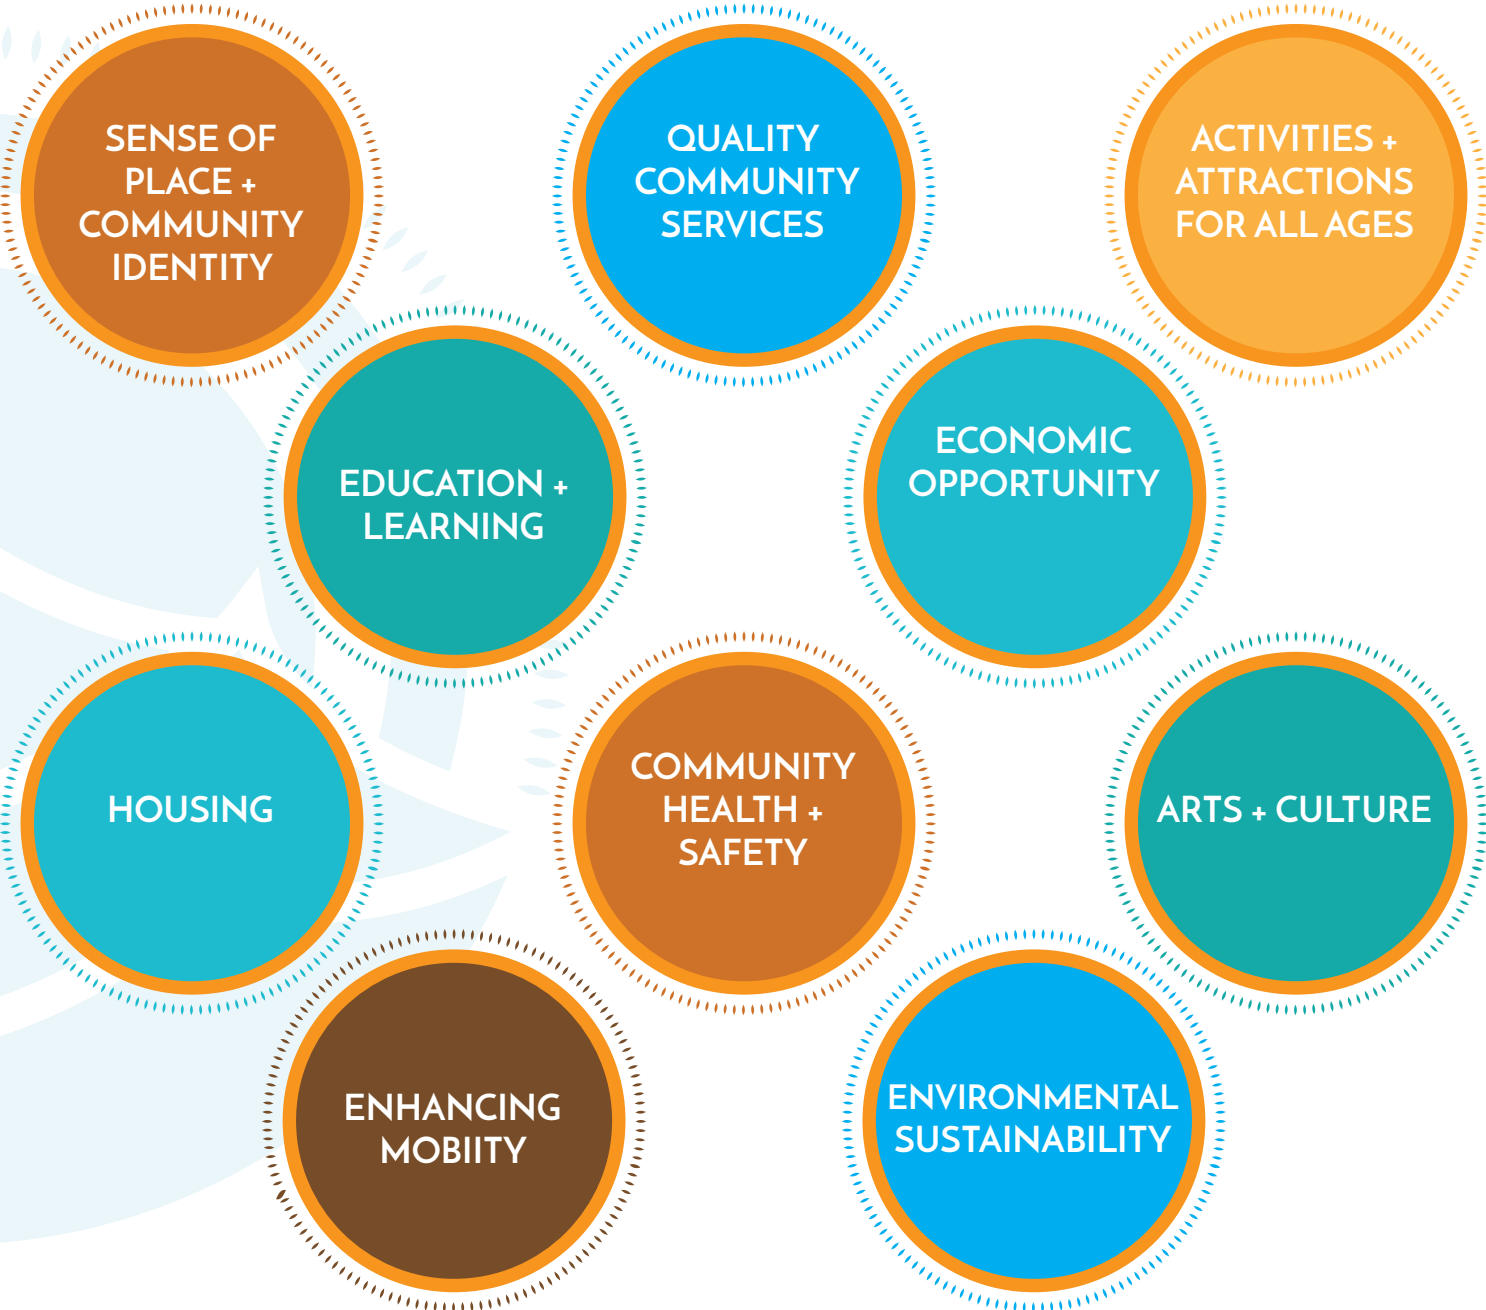 SENSE OF
PLACE +
COMMUNITY
IDENTITY
QUALITY
COMMUNITY
SERVICES
ACTIVITIES +
ATTRACTIONS
FOR ALL AGES
EDUCATION +
LEARNING
ECONOMIC
OPPORTUNITY
HOUSING
COMMUNITY
HEALTH +
SAFETY
ARTS + CULTURE
ENHANCING
MOBIITY
ENVIRONMENTAL
SUSTAINABILITY